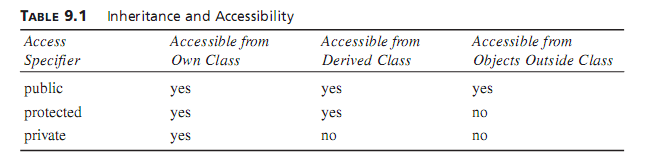 TABLE 9.1 Inheritance and Accessibility
Access Accessible from Accessible from Accessible from
Specifier Own Class Derived Class Objects Outside Class
public yes yes yes
protected yes yes no
private yes no no